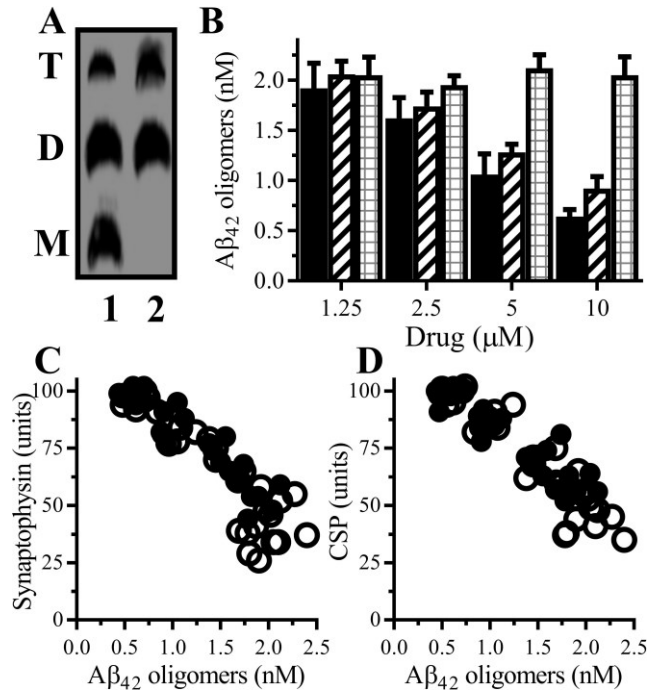 A
T
D
M
1 2
B
Aβ₄₂ oligomers (nM)
2.0
1.5
1.0
0.5
0.0
1.25 2.5 5 10
Drug (μM)
C
Synaptophysin (units)
100
75
50
25
0
0.0 0.5 1.0 1.5 2.0 2.5
Aβ₄₂ oligomers (nM)
D
CSP (units)
100
75
50
25
0
0.0 0.5 1.0 1.5 2.0 2.5
Aβ₄₂ oligomers (nM)